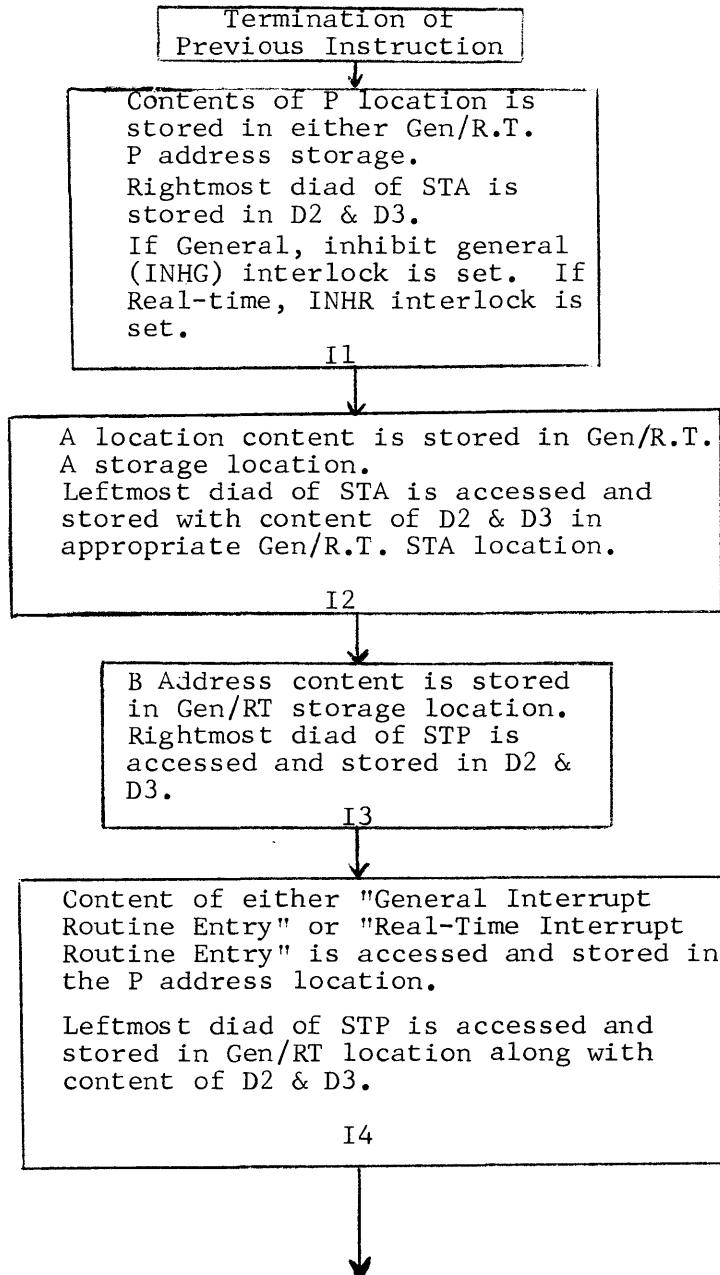 Termination of
Previous Instruction
Contents of P location is
stored in either Gen/R.T.
P address storage.
Rightmost diad of STA is
stored in D2 & D3.
If General, inhibit general
(INHG) interlock is set. If
Real-time, INHR interlock is
set.
I1
A location content is stored in Gen/R.T.
A storage location.
Leftmost diad of STA is accessed and
stored with content of D2 & D3 in
appropriate Gen/R.T. STA location.
I2
B Address content is stored
in Gen/RT storage location.
Rightmost diad of STP is
accessed and stored in D2 &
D3.
I3
Content of either "General Interrupt
Routine Entry" or "Real-Time Interrupt
Routine Entry" is accessed and stored in
the P address location.
Leftmost diad of STP is accessed and
stored in Gen/RT location along with
content of D2 & D3.
I4